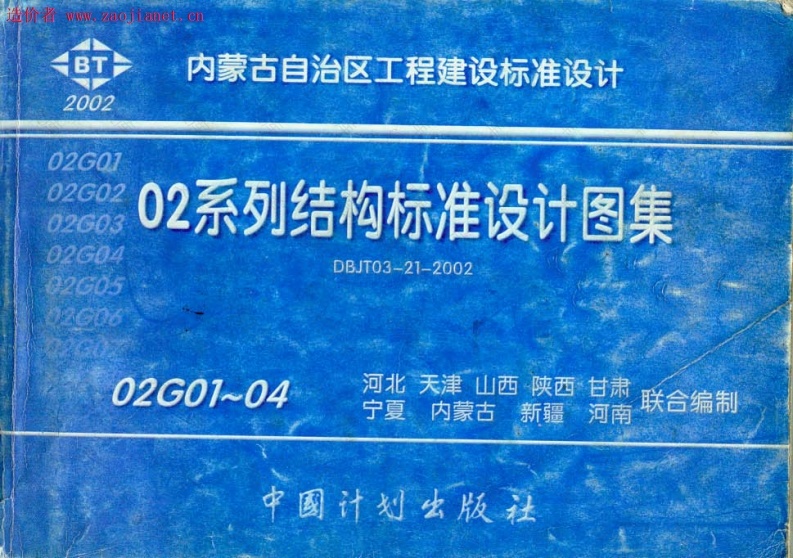 造价者 www.zaojianet.cn
BT
2002
内蒙古自治区工程建设标准设计
02G01
02G02
02G03
02G04
02G05
02G06
02G07
02系列结构标准设计图集
DBJT03-21-2002
02G01~04
河北 天津 山西 陕西 甘肃
宁夏 内蒙古 新疆 河南
联合编制
中國计划出版社